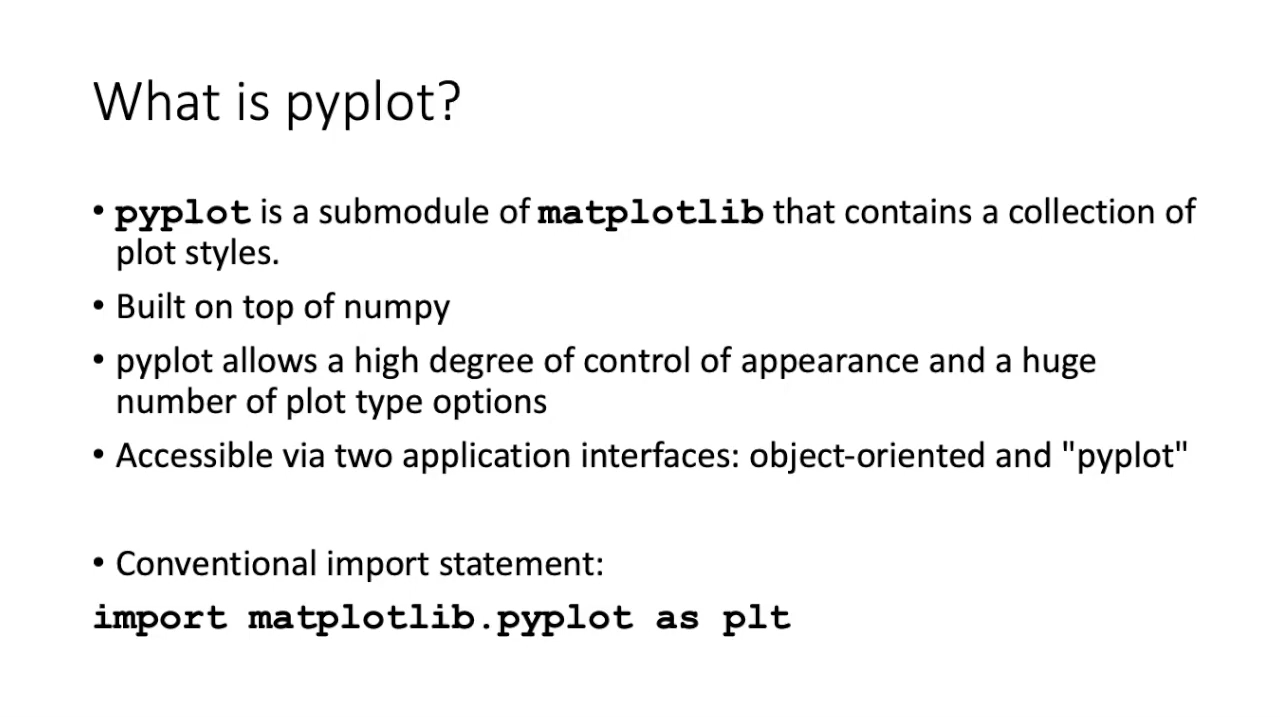 What is pyplot?
• pyplot is a submodule of matplotlib that contains a collection of
plot styles.
• Built on top of numpy
• pyplot allows a high degree of control of appearance and a huge
number of plot type options
• Accessible via two application interfaces: object-oriented and "pyplot"
• Conventional import statement:
import matplotlib.pyplot as plt